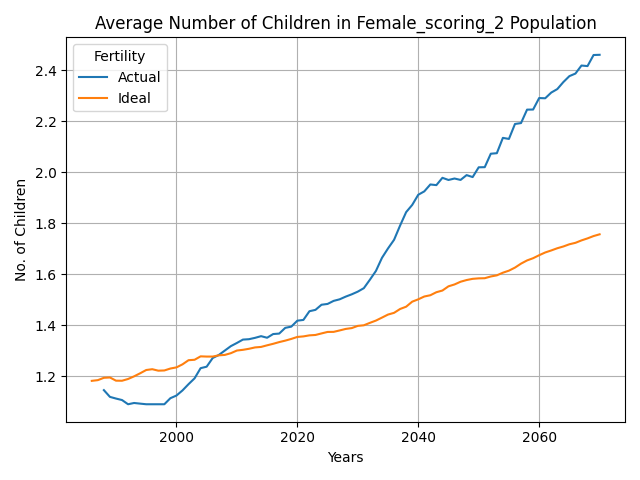 Average Number of Children in Female_scoring_2 Population
Fertility
Actual
Ideal
2.4
2.2
2.0
1.8
1.6
1.4
1.2
No. of Children
2000
2020
2040
2060
Years